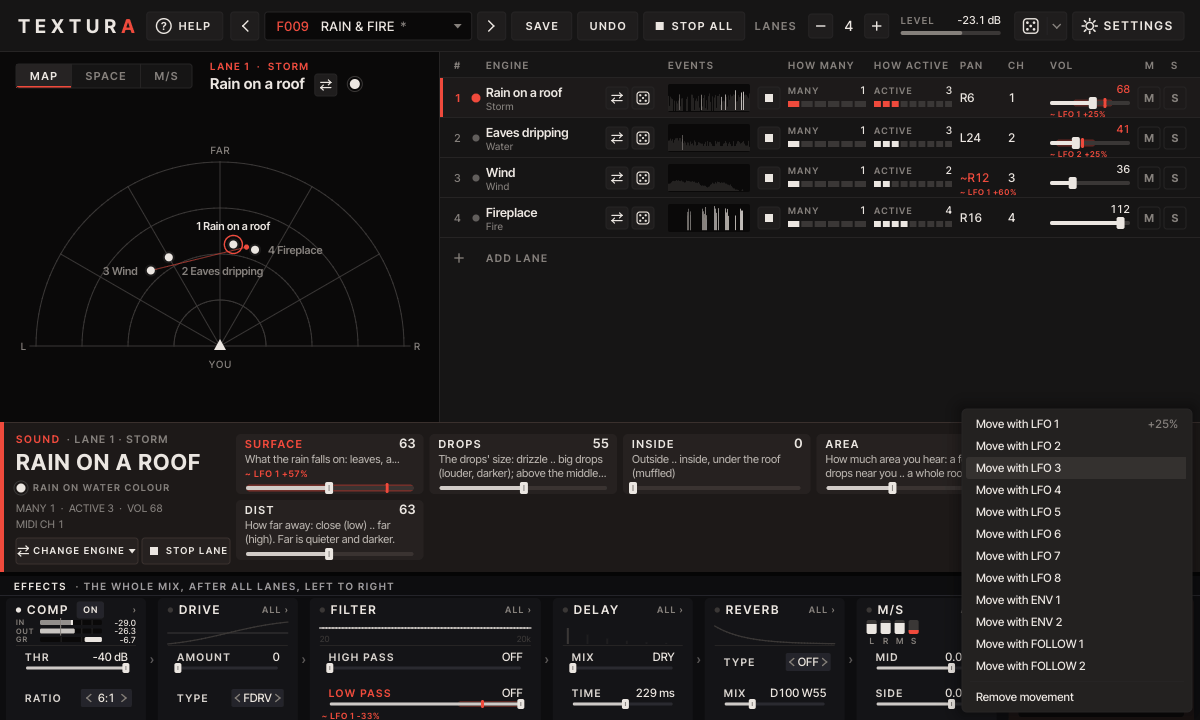 TEXTURA HELP F009 RAIN & FIRE * SAVE UNDO STOP ALL LANES 4 LEVEL -23.1 dB SETTINGS
MAP SPACE M/S
LANE 1 · STORM
Rain on a roof
FAR
1 Rain on a roof
4 Fireplace
3 Wind
2 Eaves dripping
L
R
YOU
# ENGINE EVENTS HOW MANY HOW ACTIVE PAN CH VOL M S
1 Rain on a roof MANY 1 ACTIVE 3 R6 1 68 M S
Storm
~ LFO 1 +25%
2 Eaves dripping MANY 1 ACTIVE 3 L24 2 41 M S
Water
~ LFO 2 +25%
3 Wind MANY 1 ACTIVE 2 ~R12 3 36 M S
Wind
~ LFO 1 +60%
4 Fireplace MANY 1 ACTIVE 4 R16 4 112 M S
Fire
+ ADD LANE
SOUND · LANE 1 · STORM
RAIN ON A ROOF
RAIN ON WATER COLOUR
MANY 1 · ACTIVE 3 · VOL 68
MIDI CH 1
CHANGE ENGINE STOP LANE
SURFACE 63
What the rain falls on: leaves, a...
~ LFO 1 +57%
DROPS 55
The drops' size: drizzle .. big drops
(louder, darker); above the middle...
INSIDE 0
Outside .. inside, under the roof
(muffled)
AREA
How much area you hear: a f
drops near you .. a whole roo
DIST 63
How far away: close (low) .. far
(high). Far is quieter and darker.
Move with LFO 1 +25%
Move with LFO 2
Move with LFO 3
Move with LFO 4
Move with LFO 5
Move with LFO 6
Move with LFO 7
Move with LFO 8
Move with ENV 1
Move with ENV 2
Move with FOLLOW 1
Move with FOLLOW 2
Remove movement
EFFECTS · THE WHOLE MIX, AFTER ALL LANES, LEFT TO RIGHT
COMP ON ›
IN -29.0
OUT -26.3
GR -6.7
THR -40 dB
RATIO < 6:1 >
DRIVE ALL ›
AMOUNT 0
TYPE < FDRV >
FILTER ALL ›
20 20k
HIGH PASS OFF
LOW PASS OFF
~ LFO 1 -33%
DELAY ALL ›
MIX DRY
TIME 229 ms
REVERB ALL ›
TYPE < OFF >
MIX D100 W55
M/S
L R M S
MID 0.0
SIDE 0.0